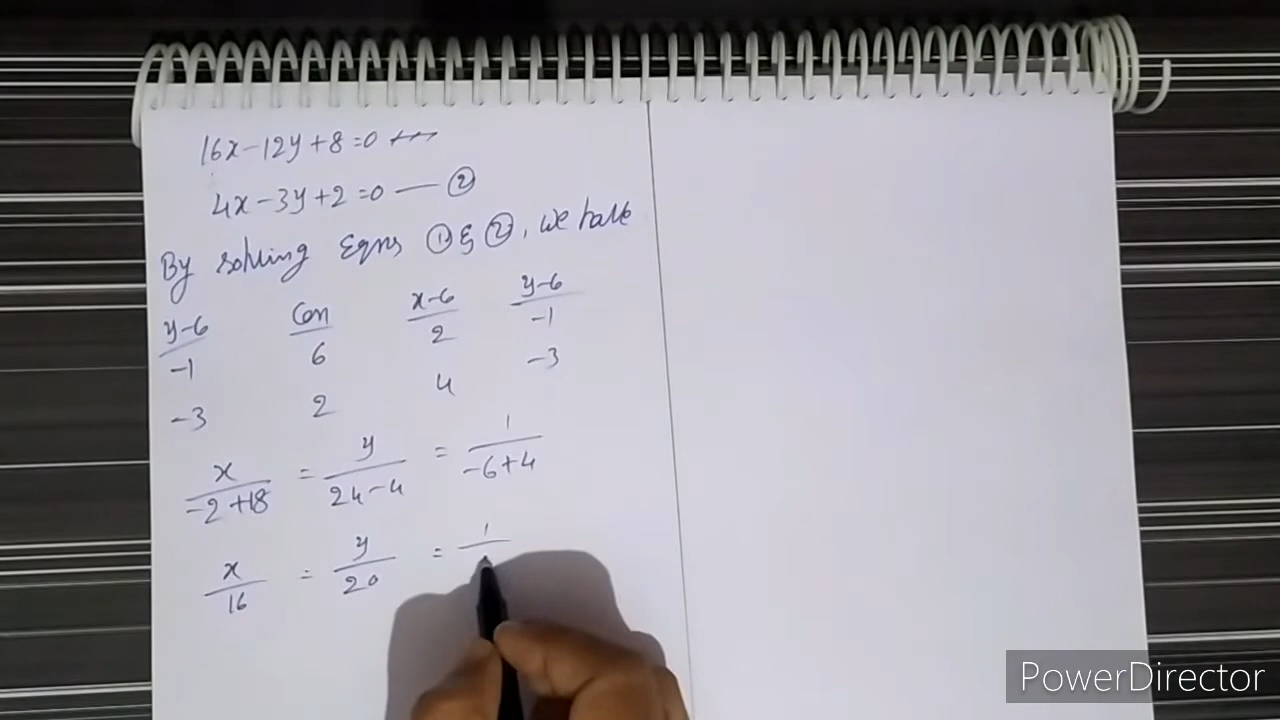 16x-12y+8=0
4x-3y+2=0 — ②
By solving Eqns ① & ②, we have
y-6 Con x-6 y-6
-1 6 2 -1
-3 2 4 -3
x/-2+18 = y/24-4 = 1/-6+4
x/16 = y/20 = 1/
PowerDirector